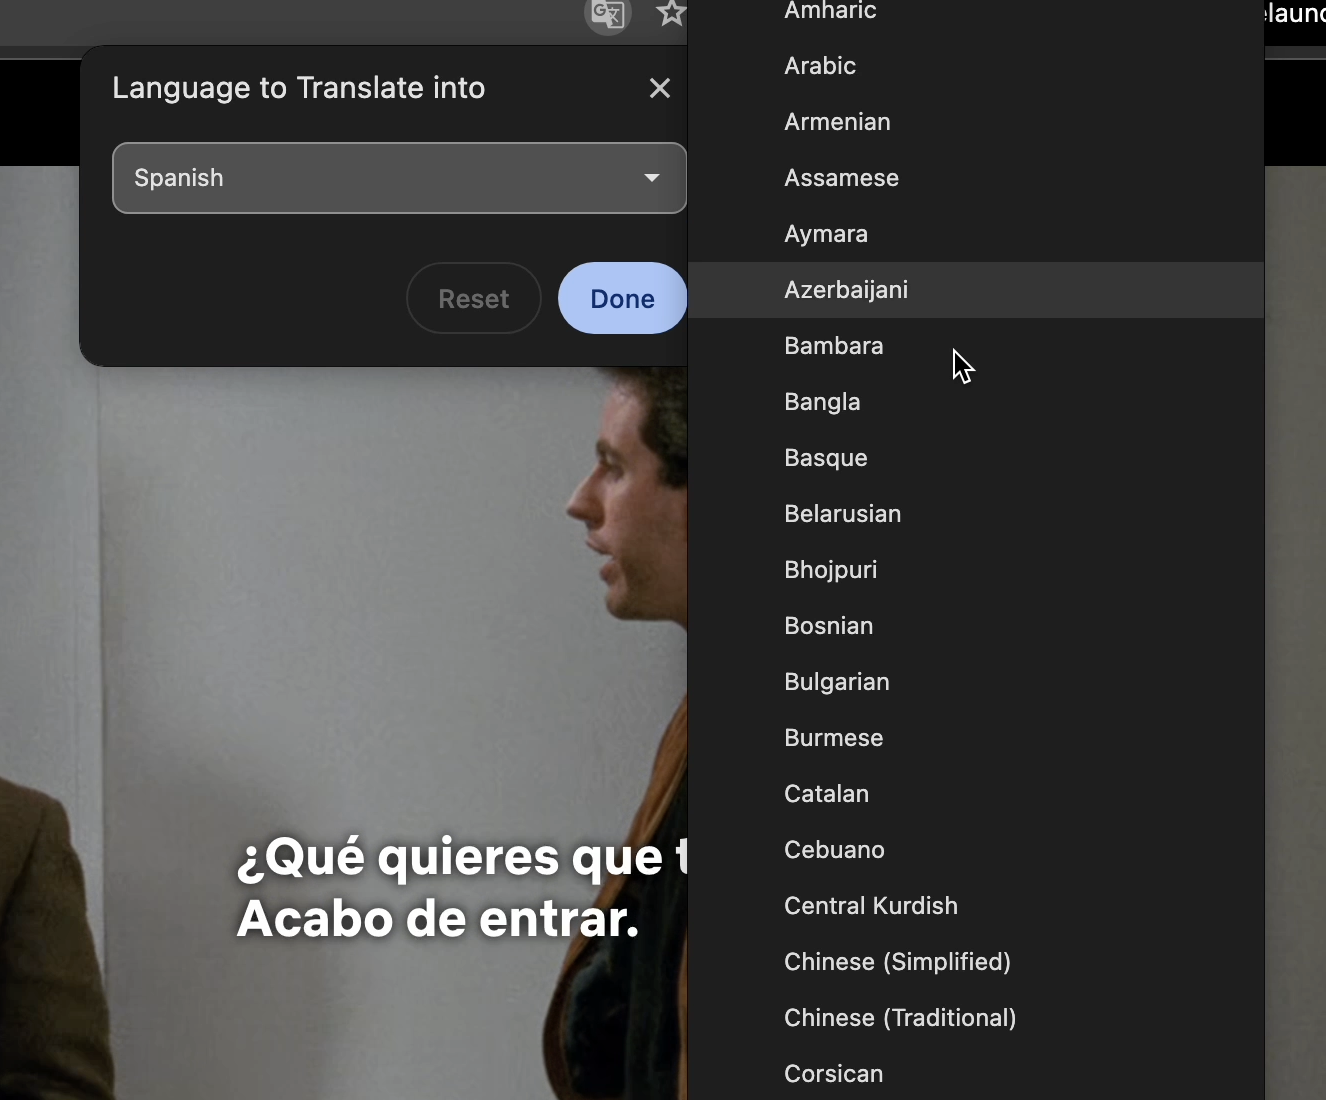 Language to Translate into
Spanish
Reset
Done
Amharic
Arabic
Armenian
Assamese
Aymara
Azerbaijani
Bambara
Bangla
Basque
Belarusian
Bhojpuri
Bosnian
Bulgarian
Burmese
Catalan
Cebuano
Central Kurdish
Chinese (Simplified)
Chinese (Traditional)
Corsican
¿Qué quieres que
Acabo de entrar.